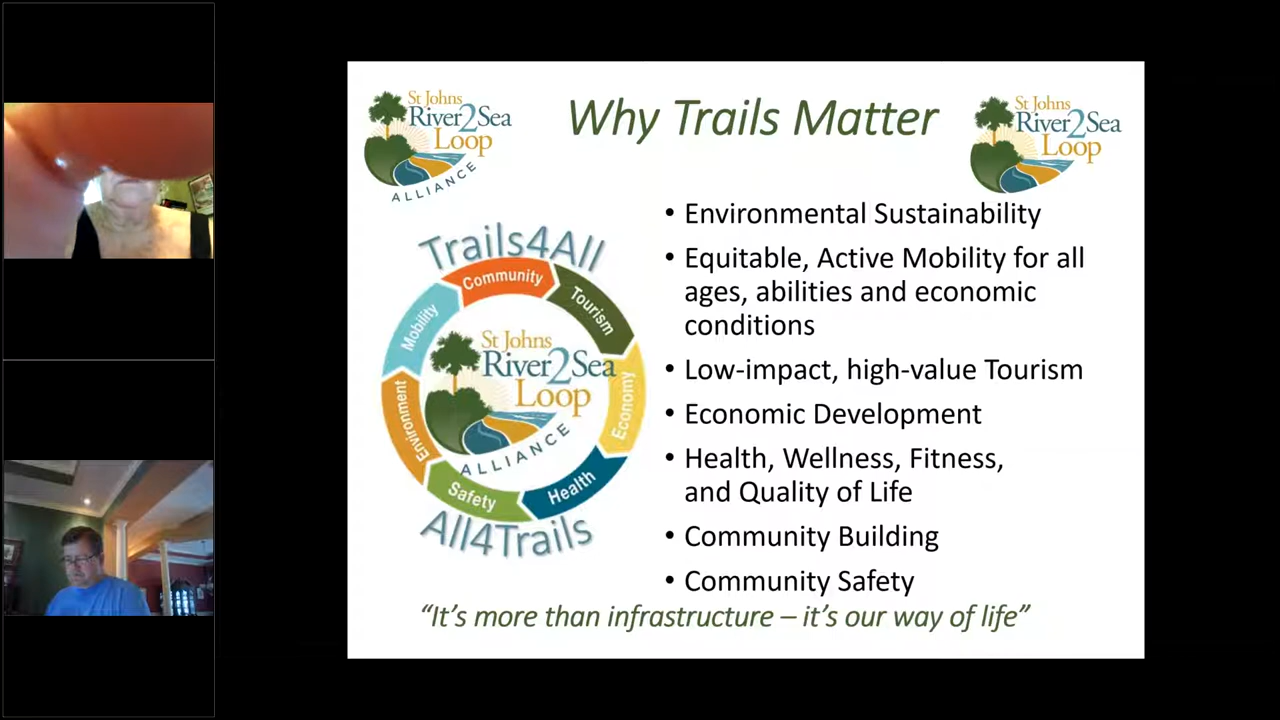 St Johns
River2Sea
Loop
ALLIANCE
Why Trails Matter
St Johns
River2Sea
Loop
Trails4All
Community
Tourism
Economy
Health
Safety
Environment
Mobility
St Johns
River2Sea
Loop
ALLIANCE
All4Trails
• Environmental Sustainability
• Equitable, Active Mobility for all
ages, abilities and economic
conditions
• Low-impact, high-value Tourism
• Economic Development
• Health, Wellness, Fitness,
and Quality of Life
• Community Building
• Community Safety
“It’s more than infrastructure – it’s our way of life”